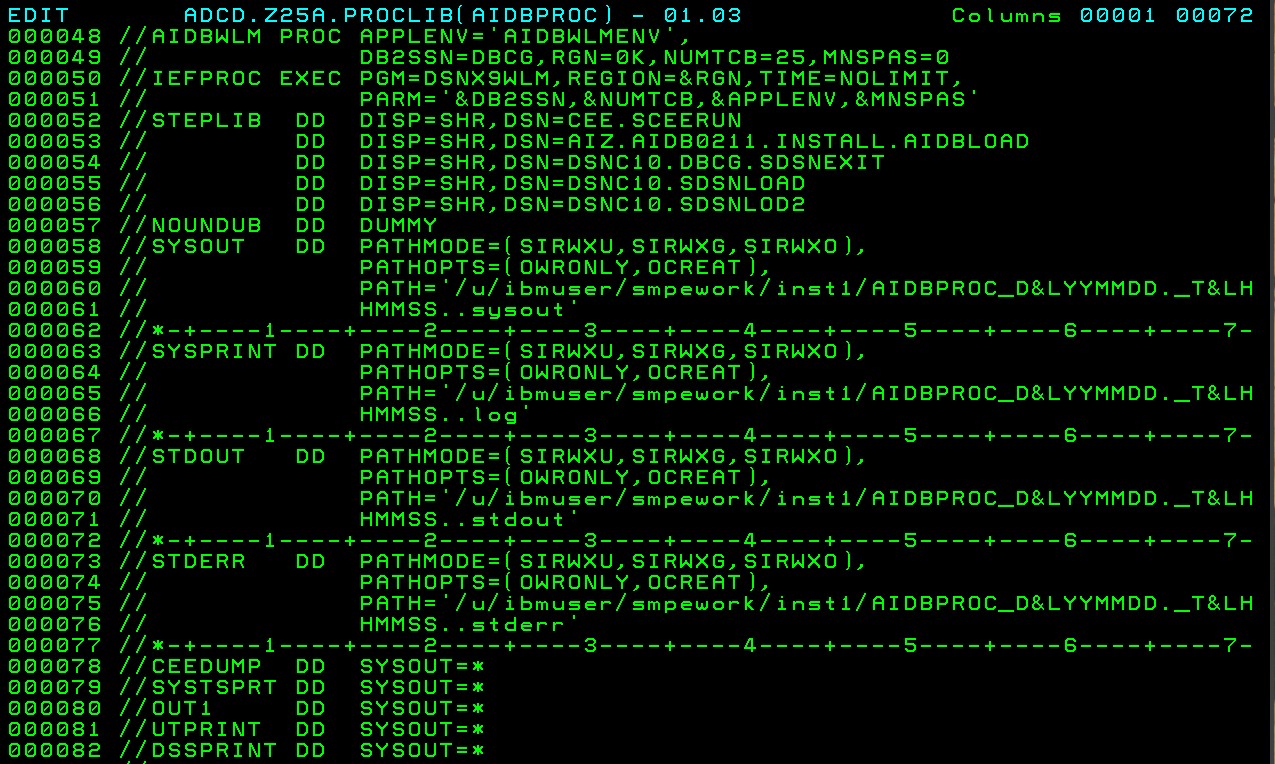 EDIT       ADCD.Z25A.PROCLIB(AIDBPROC) - 01.03                Columns 00001 00072
000048 //AIDBWLM PROC APPLENV='AIDBWLMENV',
000049 //             DB2SSN=DBCG,RGN=0K,NUMTCB=25,MNSPAS=0
000050 //IEFPROC EXEC PGM=DSNX9WLM,REGION=&RGN,TIME=NOLIMIT,
000051 //             PARM='&DB2SSN,&NUMTCB,&APPLENV,&MNSPAS'
000052 //STEPLIB  DD  DISP=SHR,DSN=CEE.SCEERUN
000053 //         DD  DISP=SHR,DSN=AIZ.AIDB0211.INSTALL.AIDBLOAD
000054 //         DD  DISP=SHR,DSN=DSNC10.DBCG.SDSNEXIT
000055 //         DD  DISP=SHR,DSN=DSNC10.SDSNLOAD
000056 //         DD  DISP=SHR,DSN=DSNC10.SDSNLOD2
000057 //NOUNDUB  DD  DUMMY
000058 //SYSOUT   DD  PATHMODE=(SIRWXU,SIRWXG,SIRWXO),
000059 //             PATHOPTS=(OWRONLY,OCREAT),
000060 //             PATH='/u/ibmuser/smpework/inst1/AIDBPROC_D&LYYMMDD._T&LH
000061 //             HMMSS..sysout'
000062 //*-+----1----+----2----+----3----+----4----+----5----+----6----+----7-
000063 //SYSPRINT DD  PATHMODE=(SIRWXU,SIRWXG,SIRWXO),
000064 //             PATHOPTS=(OWRONLY,OCREAT),
000065 //             PATH='/u/ibmuser/smpework/inst1/AIDBPROC_D&LYYMMDD._T&LH
000066 //             HMMSS..log'
000067 //*-+----1----+----2----+----3----+----4----+----5----+----6----+----7-
000068 //STDOUT   DD  PATHMODE=(SIRWXU,SIRWXG,SIRWXO),
000069 //             PATHOPTS=(OWRONLY,OCREAT),
000070 //             PATH='/u/ibmuser/smpework/inst1/AIDBPROC_D&LYYMMDD._T&LH
000071 //             HMMSS..stdout'
000072 //*-+----1----+----2----+----3----+----4----+----5----+----6----+----7-
000073 //STDERR   DD  PATHMODE=(SIRWXU,SIRWXG,SIRWXO),
000074 //             PATHOPTS=(OWRONLY,OCREAT),
000075 //             PATH='/u/ibmuser/smpework/inst1/AIDBPROC_D&LYYMMDD._T&LH
000076 //             HMMSS..stderr'
000077 //*-+----1----+----2----+----3----+----4----+----5----+----6----+----7-
000078 //CEEDUMP  DD  SYSOUT=*
000079 //SYSTSPRT DD  SYSOUT=*
000080 //OUT1     DD  SYSOUT=*
000081 //UTPRINT  DD  SYSOUT=*
000082 //DSSPRINT DD  SYSOUT=*